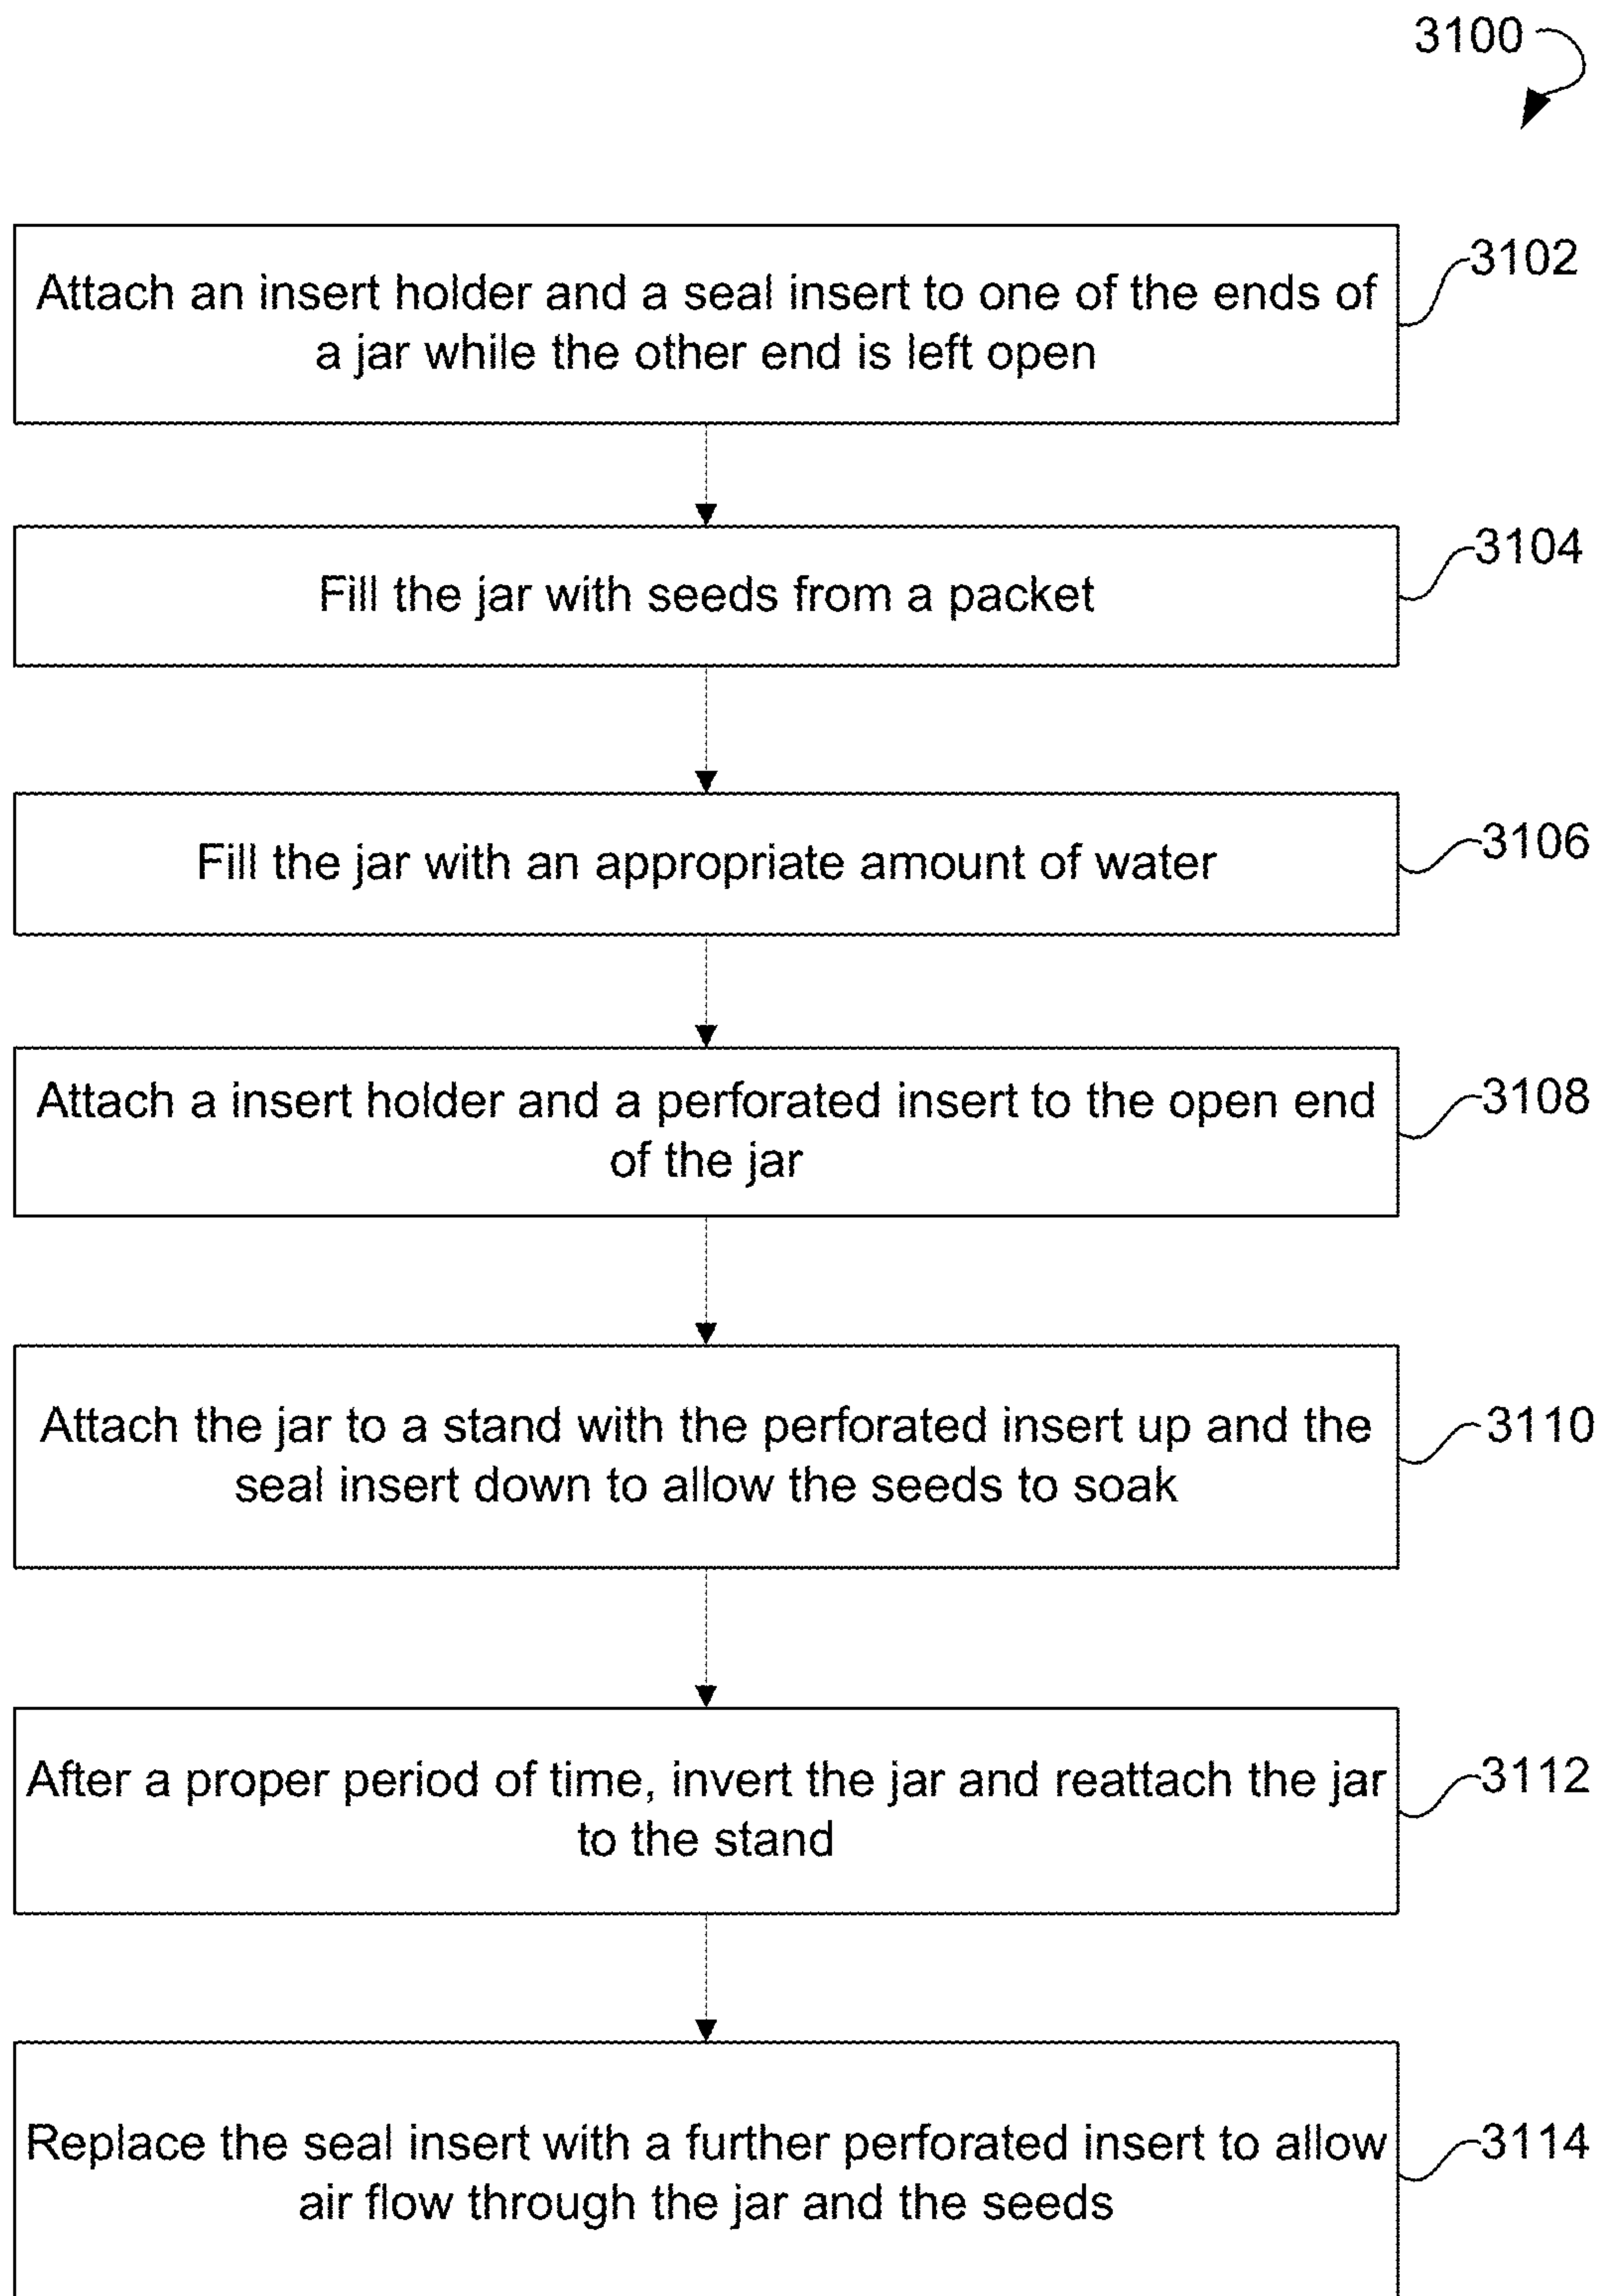 3100
Attach an insert holder and a seal insert to one of the ends of
a jar while the other end is left open
3102
Fill the jar with seeds from a packet
3104
Fill the jar with an appropriate amount of water
3106
Attach a insert holder and a perforated insert to the open end
of the jar
3108
Attach the jar to a stand with the perforated insert up and the
seal insert down to allow the seeds to soak
3110
After a proper period of time, invert the jar and reattach the jar
to the stand
3112
Replace the seal insert with a further perforated insert to allow
air flow through the jar and the seeds
3114